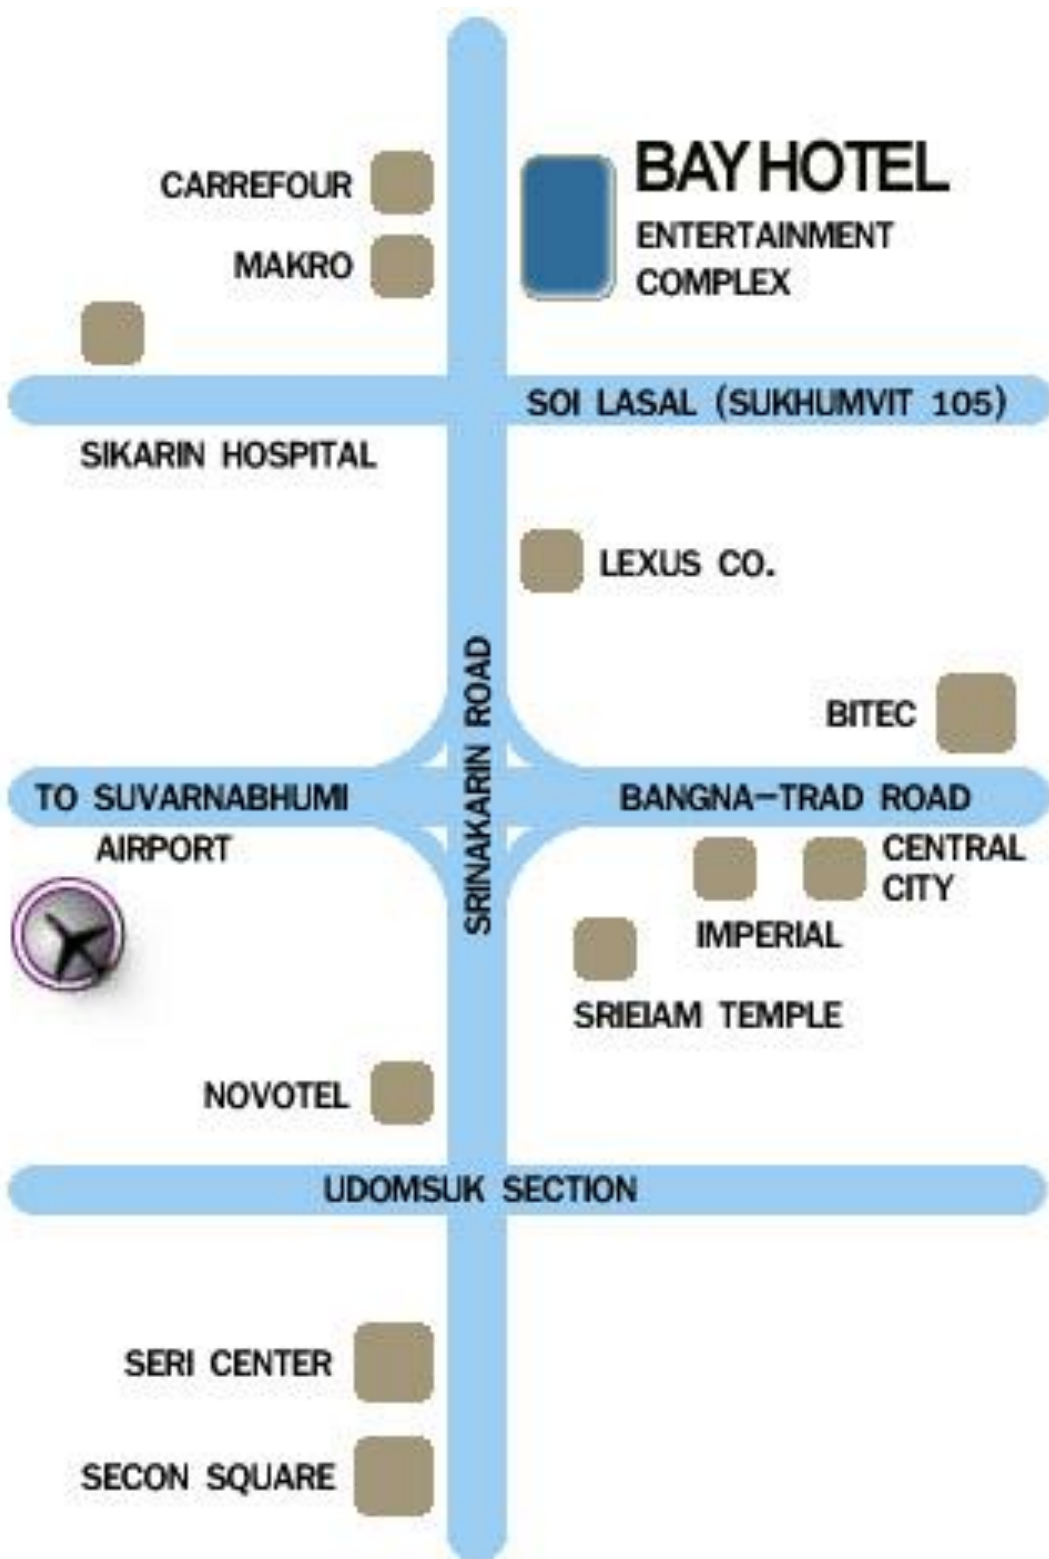 BAY HOTEL
CARREFOUR
ENTERTAINMENT
COMPLEX
MAKRO
SOI LASAL (SUKHUMVIT 105)
SIKARIN HOSPITAL
LEXUS CO.
SRINAKARIN ROAD
BITEC
TO SUVARNABHUMI
AIRPORT
BANGNA-TRAD ROAD
CENTRAL
CITY
IMPERIAL
SRIEIAM TEMPLE
NOVOTEL
UDOMSUK SECTION
SERI CENTER
SECON SQUARE